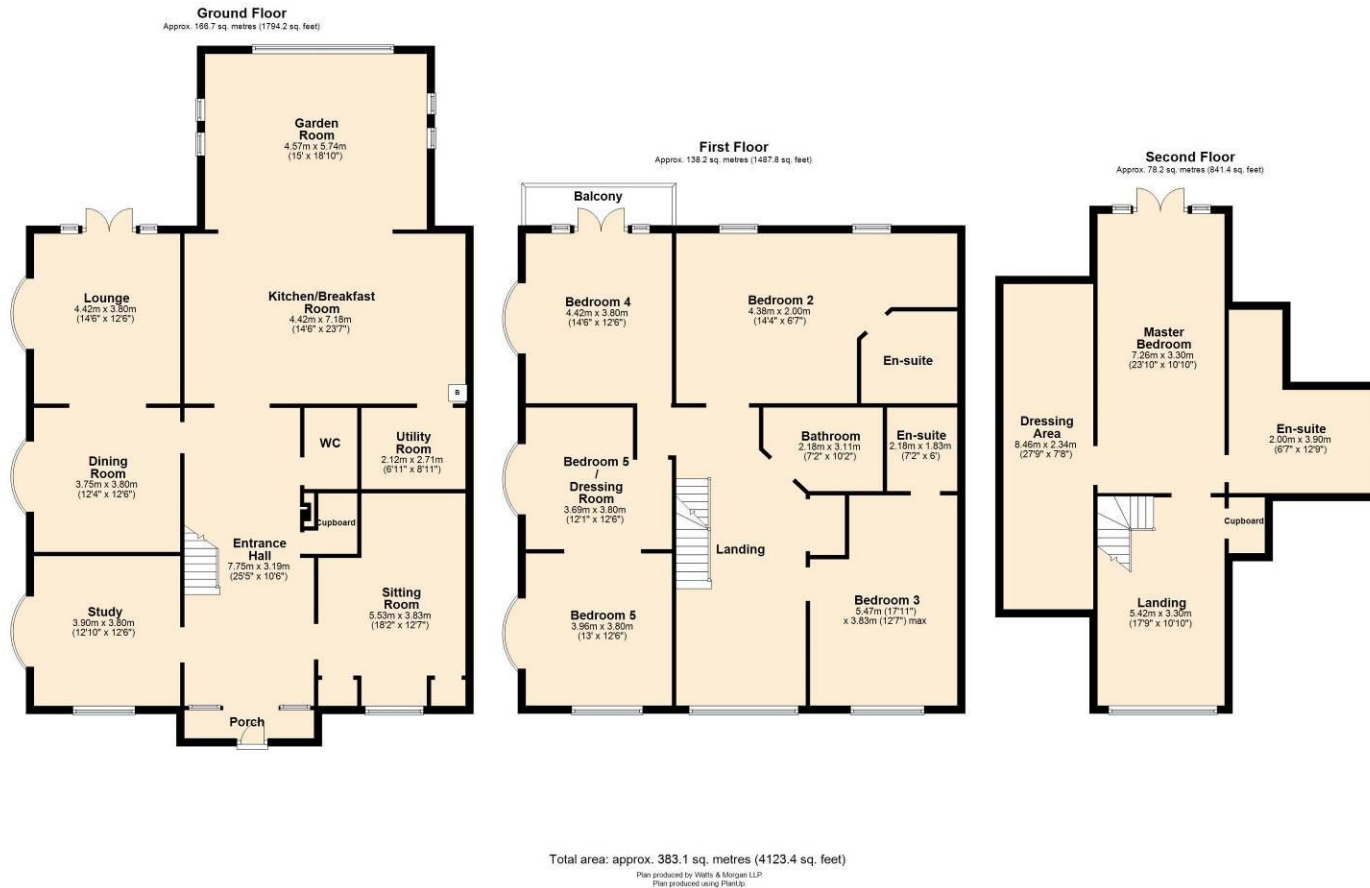 Ground Floor
Approx. 166.7 sq. metres (1794.2 sq. feet)
Garden
Room
4.57m x 5.74m
(15' x 18'10")
Lounge
4.42m x 3.80m
(14'6" x 12'6")
Kitchen/Breakfast
Room
4.42m x 7.18m
(14'6" x 23'7")
B
Dining
Room
3.75m x 3.80m
(12'4" x 12'6")
WC
Utility
Room
2.12m x 2.71m
(6'11" x 8'11")
Cupboard
Entrance
Hall
7.75m x 3.19m
(25'5" x 10'6")
Study
3.90m x 3.80m
(12'10" x 12'6")
Sitting
Room
5.53m x 3.83m
(18'2" x 12'7")
Porch
First Floor
Approx. 138.2 sq. metres (1487.8 sq. feet)
Balcony
Bedroom 4
4.42m x 3.80m
(14'6" x 12'6")
Bedroom 2
4.38m x 2.00m
(14'4" x 6'7")
En-suite
Bedroom 5
/
Dressing
Room
3.69m x 3.80m
(12'1" x 12'6")
Bathroom
2.18m x 3.11m
(7'2" x 10'2")
En-suite
2.18m x 1.83m
(7'2" x 6')
Landing
Bedroom 5
3.96m x 3.80m
(13' x 12'6")
Bedroom 3
5.47m (17'11")
x 3.83m (12'7") max
Second Floor
Approx. 78.2 sq. metres (841.4 sq. feet)
Master
Bedroom
7.26m x 3.30m
(23'10" x 10'10")
Dressing
Area
8.46m x 2.34m
(27'9" x 7'8")
En-suite
2.00m x 3.90m
(6'7" x 12'9")
Cupboard
Landing
5.42m x 3.30m
(17'9" x 10'10")
Total area: approx. 383.1 sq. metres (4123.4 sq. feet)
Plan produced by Watts & Morgan LLP.
Plan produced using PlanUp.